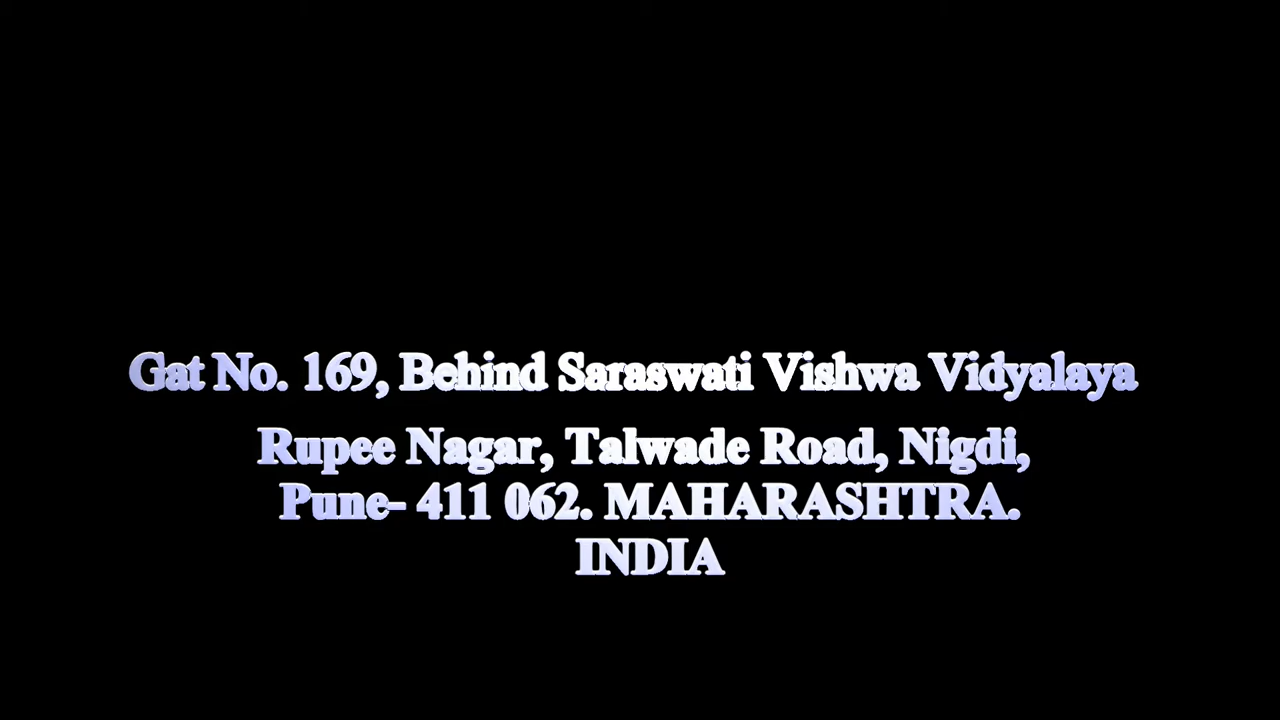 Gat No. 169, Behind Saraswati Vishwa Vidyalaya
Rupee Nagar, Talwade Road, Nigdi,
Pune- 411 062. MAHARASHTRA.
INDIA